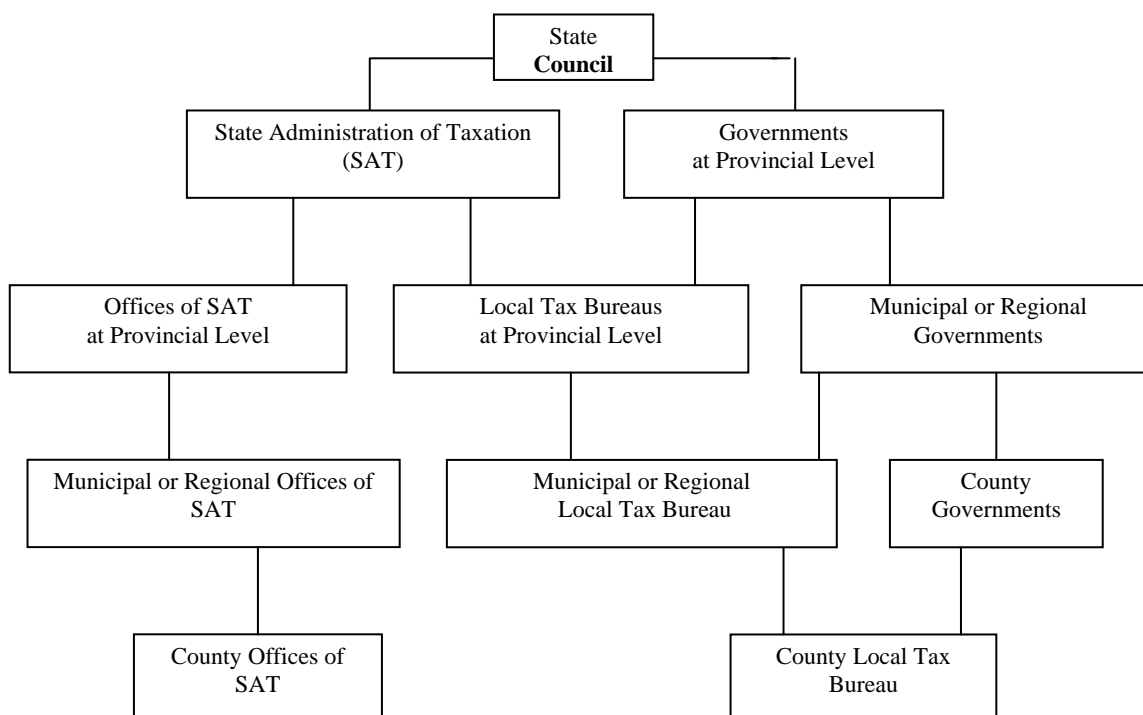 State
Council
State Administration of Taxation
(SAT)
Governments
at Provincial Level
Offices of SAT
at Provincial Level
Local Tax Bureaus
at Provincial Level
Municipal or Regional
Governments
Municipal or Regional Offices of
SAT
Municipal or Regional
Local Tax Bureau
County
Governments
County Offices of
SAT
County Local Tax
Bureau